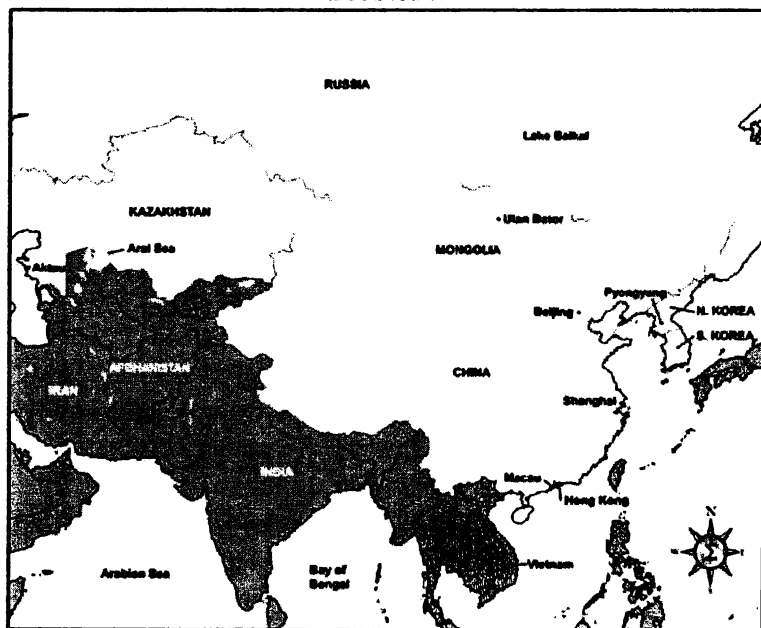 RUSSIA
Lake Baikal
KAZAKHSTAN
Ulan Bator
Aral Sea
MONGOLIA
Pyongyang
Beijing
N. KOREA
S. KOREA
AFGHANISTAN
CHINA
IRAN
Shanghai
INDIA
Macau
Hong Kong
Vietnam
Arabian Sea
Bay of
Bengal
N